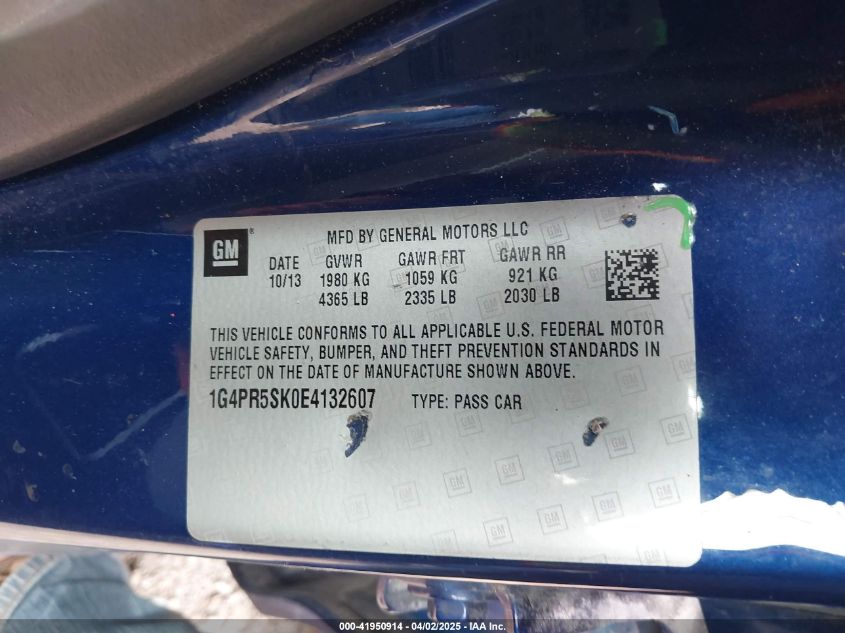 GM ®
MFD BY GENERAL MOTORS LLC
DATE GVWR GAWR FRT GAWR RR
10/13 1980 KG 1059 KG 921 KG
4365 LB 2335 LB 2030 LB
THIS VEHICLE CONFORMS TO ALL APPLICABLE U.S. FEDERAL MOTOR
VEHICLE SAFETY, BUMPER, AND THEFT PREVENTION STANDARDS IN
EFFECT ON THE DATE OF MANUFACTURE SHOWN ABOVE.
1G4PR5SK0E4132607 TYPE: PASS CAR
000-41950914 - 04/02/2025 - IAA Inc.